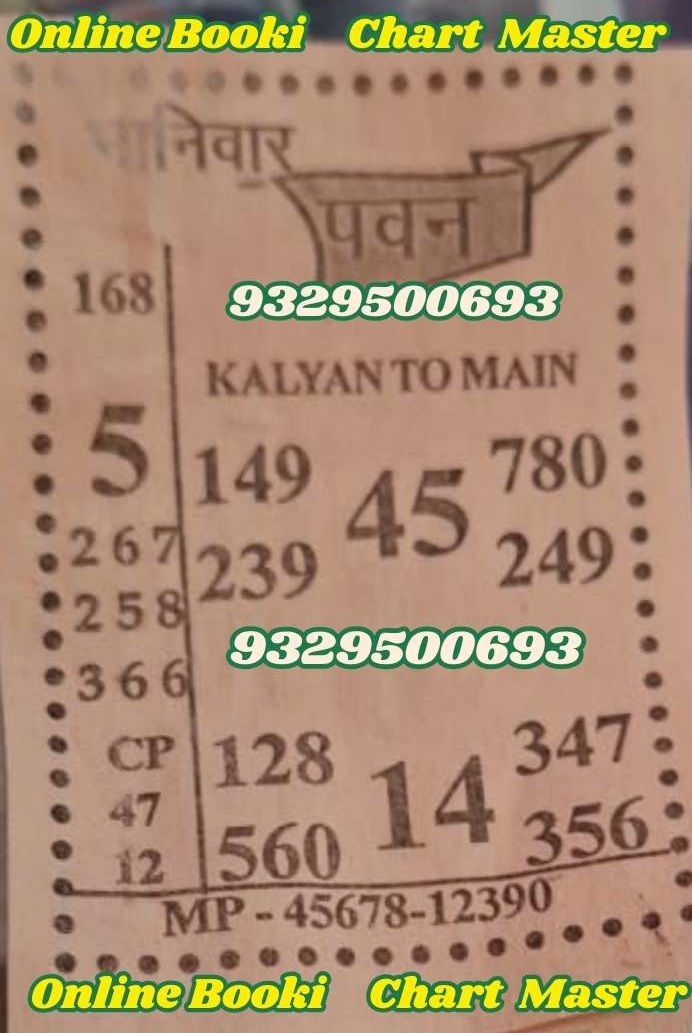 Online Booki Chart Master
शनिवार
पवन
168
9329500693
KALYAN TO MAIN
5
149 45 780
267 239 249
258
9329500693
366
CP 128 14 347
47
12 560 356
MP - 45678-12390
Online Booki Chart Master